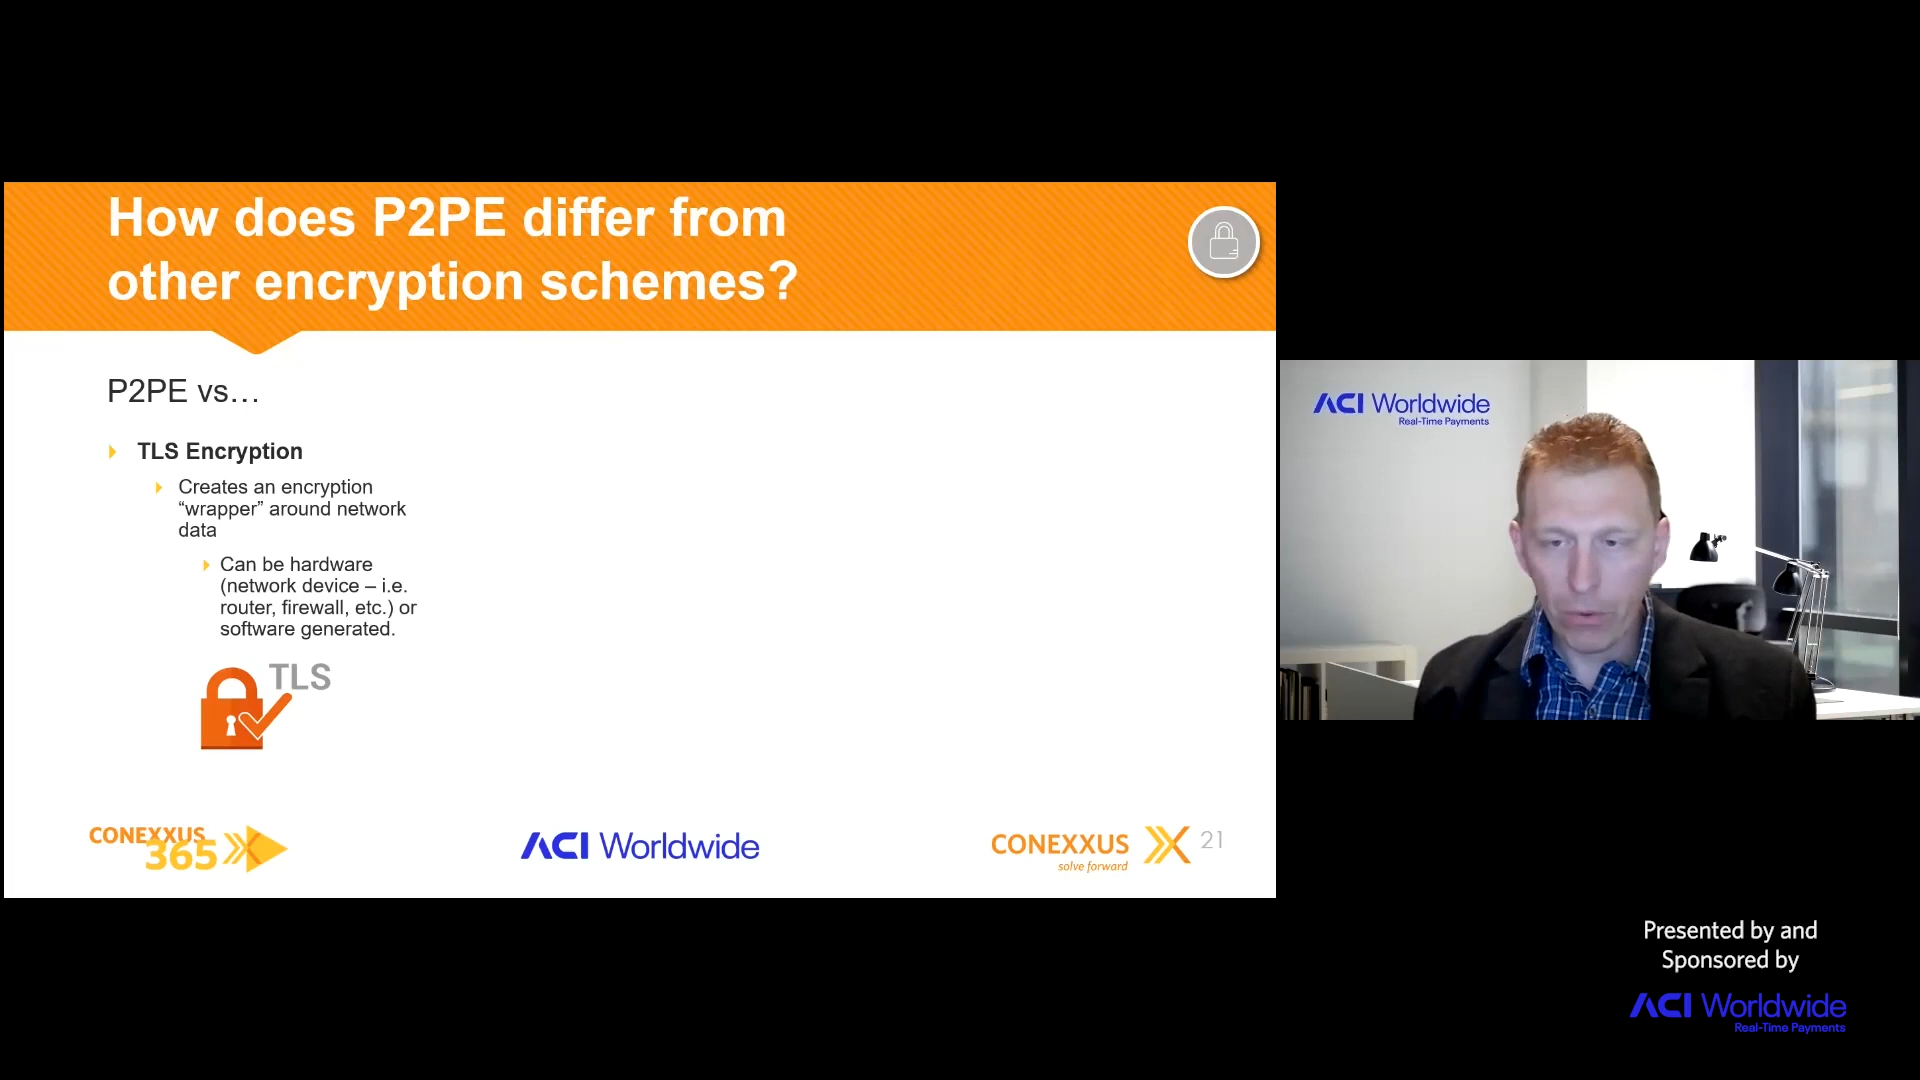 How does P2PE differ from
other encryption schemes?
P2PE vs…
TLS Encryption
Creates an encryption
“wrapper” around network
data
Can be hardware
(network device – i.e.
router, firewall, etc.) or
software generated.
TLS
CONEXXUS
365
ACI Worldwide
CONEXXUS
solve forward
21
ACI Worldwide
Real-Time Payments
Presented by and
Sponsored by
ACI Worldwide
Real-Time Payments